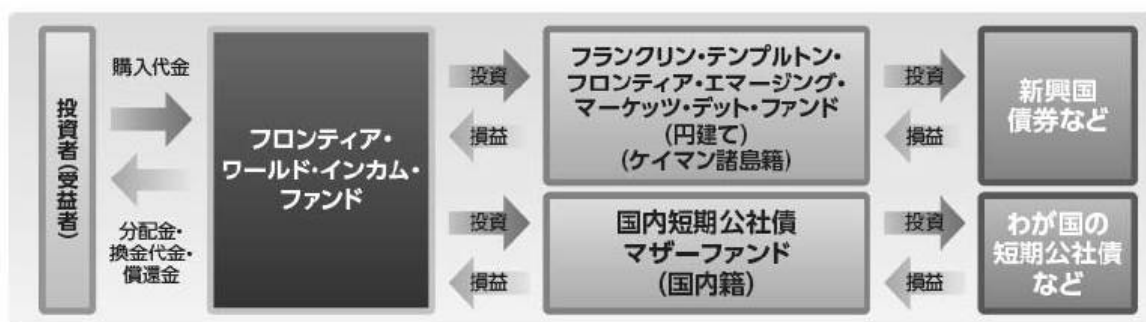 投資者(受益者)
購入代金
分配金・
換金代金・
償還金
フロンティア・
ワールド・インカム・
ファンド
投資
損益
フランクリン・テンプルトン・
フロンティア・エマージング・
マーケッツ・デット・ファンド
(円建て)
(ケイマン諸島籍)
投資
損益
新興国
債券など
投資
損益
国内短期公社債
マザーファンド
(国内籍)
投資
損益
わが国の
短期公社債
など